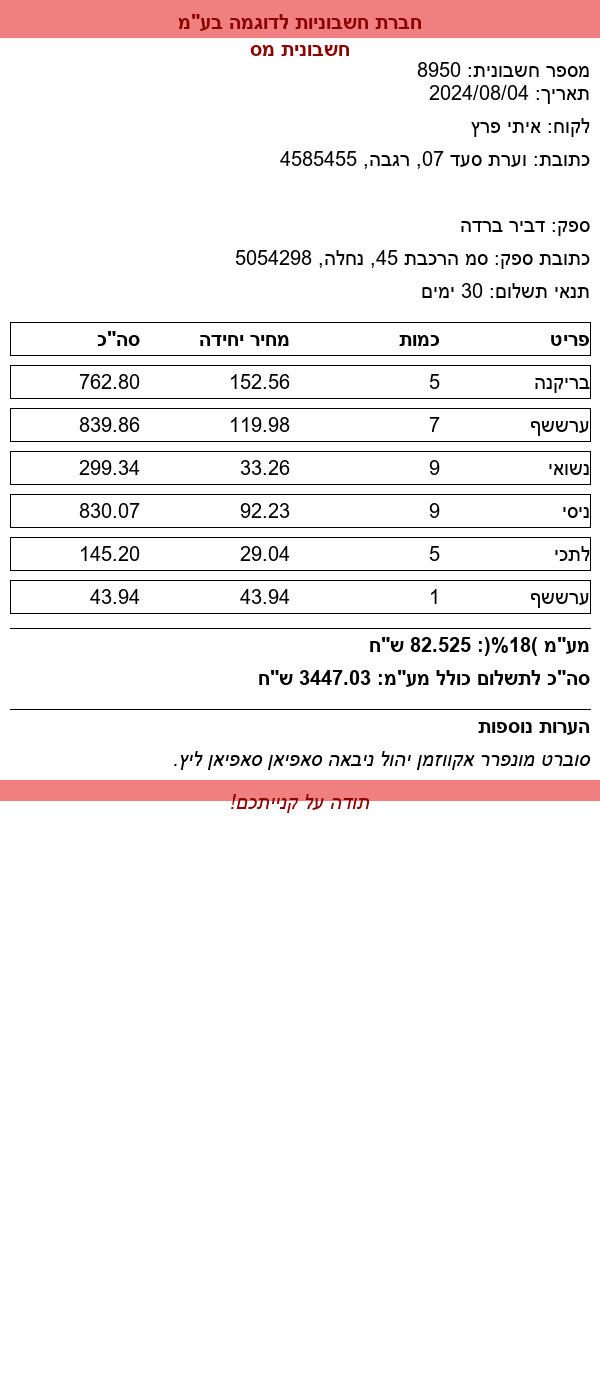 חברת חשבוניות לדוגמה בע"מ
חשבונית מס
מספר חשבונית: 8950
תאריך: 2024/08/04
לקוח: איתי פרץ
כתובת: וערת סעד 07, רגבה, 4585455
ספק: דביר ברדה
כתובת ספק: סמ הרכבת 45, נחלה, 5054298
תנאי תשלום: 30 ימים
פריט כמות מחיר יחידה סה"כ
בריקנה 5 152.56 762.80
ערששף 7 119.98 839.86
נשואי 9 33.26 299.34
ניסי 9 92.23 830.07
לתכי 5 29.04 145.20
ערששף 1 43.94 43.94
מע"מ )18%(: 82.525 ש"ח
סה"כ לתשלום כולל מע"מ: 3447.03 ש"ח
הערות נוספות
סוברט מונפרר אקווזמן יהול ניבאה סאפיאן סאפיאן ליץ.
תודה על קנייתכם!